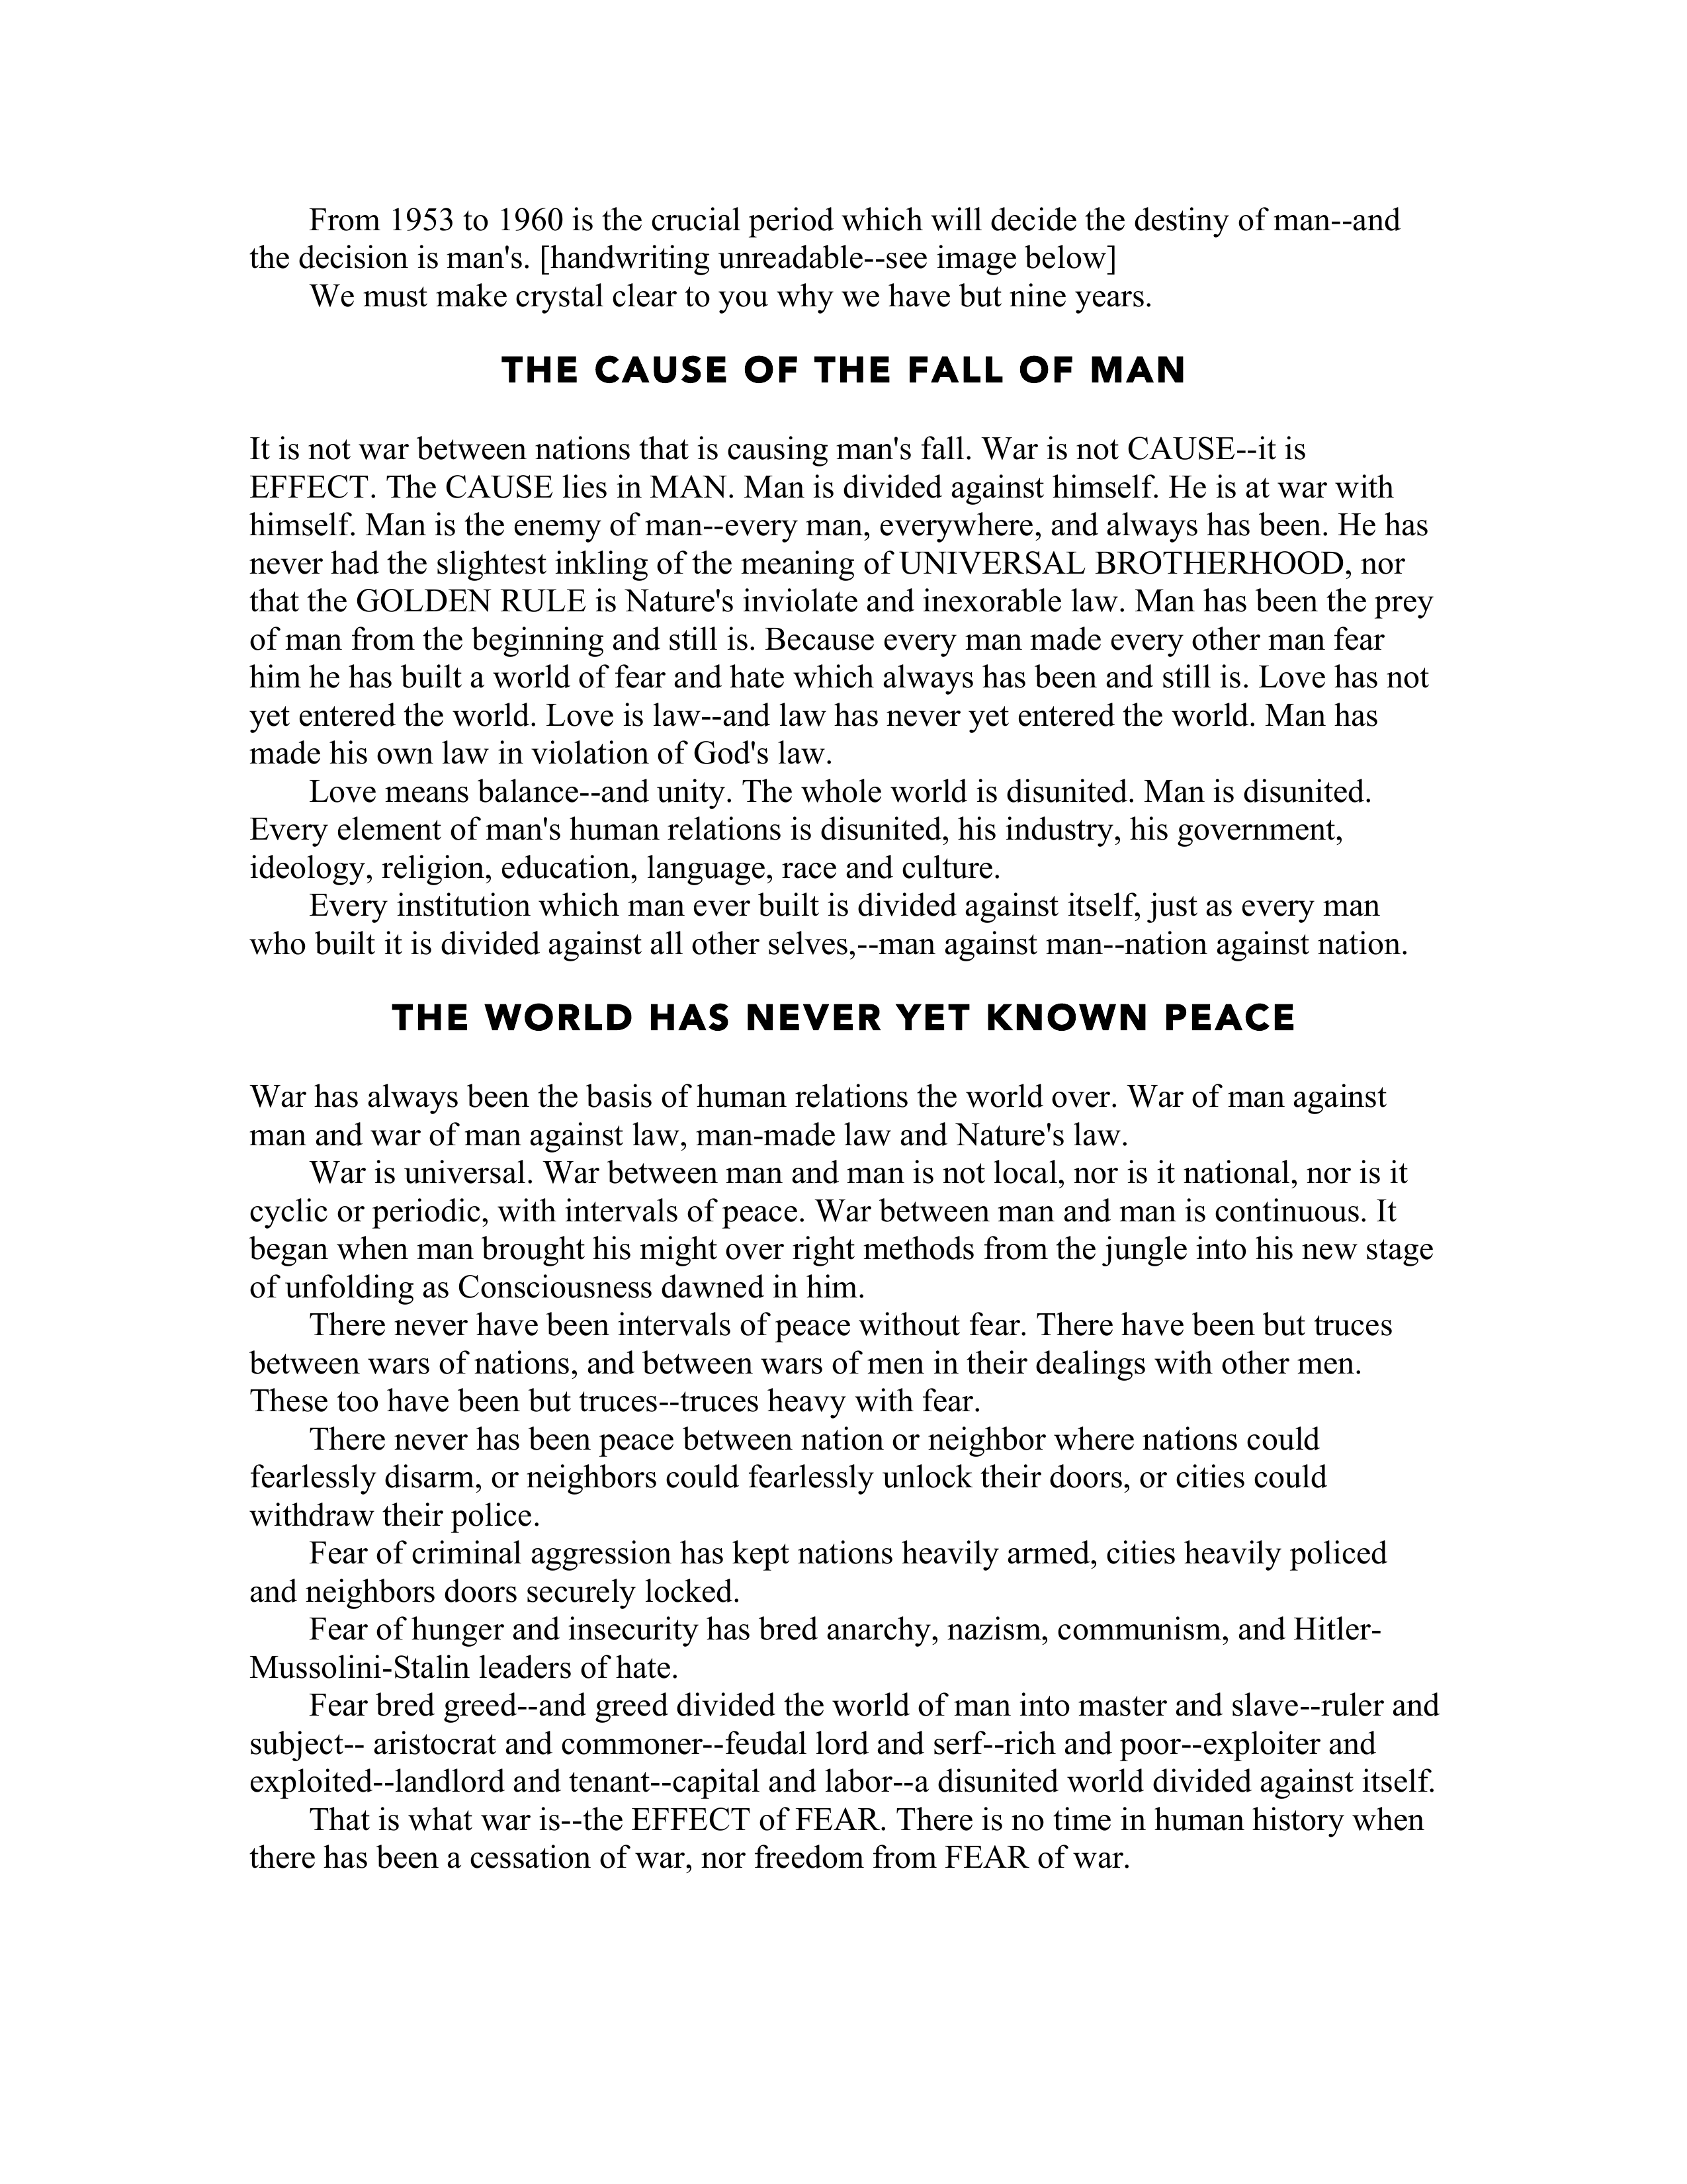 From 1953 to 1960 is the crucial period which will decide the destiny of man--and
the decision is man's. [handwriting unreadable--see image below]
We must make crystal clear to you why we have but nine years.
THE CAUSE OF THE FALL OF MAN
It is not war between nations that is causing man's fall. War is not CAUSE--it is
EFFECT. The CAUSE lies in MAN. Man is divided against himself. He is at war with
himself. Man is the enemy of man--every man, everywhere, and always has been. He has
never had the slightest inkling of the meaning of UNIVERSAL BROTHERHOOD, nor
that the GOLDEN RULE is Nature's inviolate and inexorable law. Man has been the prey
of man from the beginning and still is. Because every man made every other man fear
him he has built a world of fear and hate which always has been and still is. Love has not
yet entered the world. Love is law--and law has never yet entered the world. Man has
made his own law in violation of God's law.
Love means balance--and unity. The whole world is disunited. Man is disunited.
Every element of man's human relations is disunited, his industry, his government,
ideology, religion, education, language, race and culture.
Every institution which man ever built is divided against itself, just as every man
who built it is divided against all other selves,--man against man--nation against nation.
THE WORLD HAS NEVER YET KNOWN PEACE
War has always been the basis of human relations the world over. War of man against
man and war of man against law, man-made law and Nature's law.
War is universal. War between man and man is not local, nor is it national, nor is it
cyclic or periodic, with intervals of peace. War between man and man is continuous. It
began when man brought his might over right methods from the jungle into his new stage
of unfolding as Consciousness dawned in him.
There never have been intervals of peace without fear. There have been but truces
between wars of nations, and between wars of men in their dealings with other men.
These too have been but truces--truces heavy with fear.
There never has been peace between nation or neighbor where nations could
fearlessly disarm, or neighbors could fearlessly unlock their doors, or cities could
withdraw their police.
Fear of criminal aggression has kept nations heavily armed, cities heavily policed
and neighbors doors securely locked.
Fear of hunger and insecurity has bred anarchy, nazism, communism, and Hitler-
Mussolini-Stalin leaders of hate.
Fear bred greed--and greed divided the world of man into master and slave--ruler and
subject-- aristocrat and commoner--feudal lord and serf--rich and poor--exploiter and
exploited--landlord and tenant--capital and labor--a disunited world divided against itself.
That is what war is--the EFFECT of FEAR. There is no time in human history when
there has been a cessation of war, nor freedom from FEAR of war.